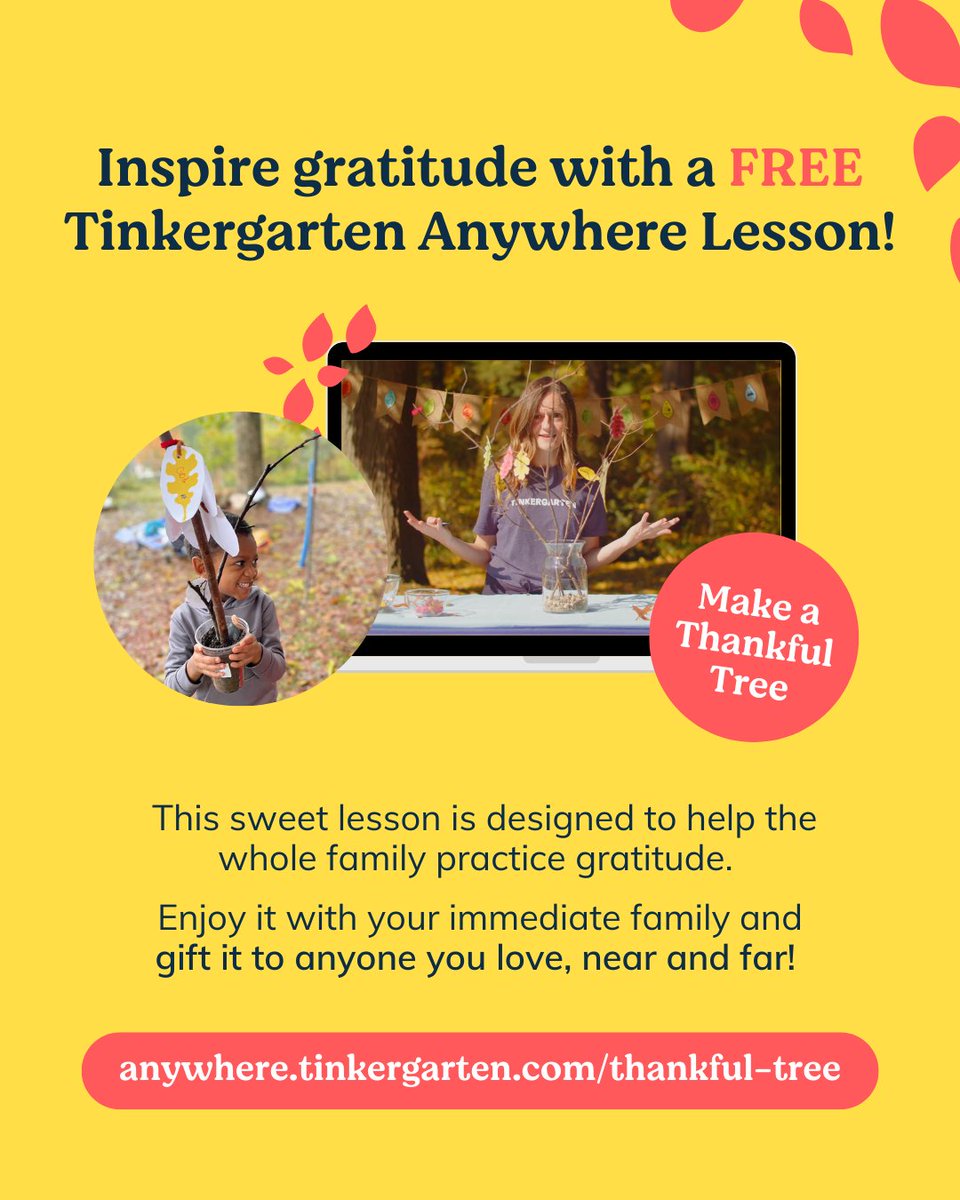 Inspire gratitude with a FREE
Tinkergarten Anywhere Lesson!
TINKERGARTEN
Make a
Thankful
Tree
This sweet lesson is designed to help the
whole family practice gratitude.
Enjoy it with your immediate family and
gift it to anyone you love, near and far!
anywhere.tinkergarten.com/thankful-tree